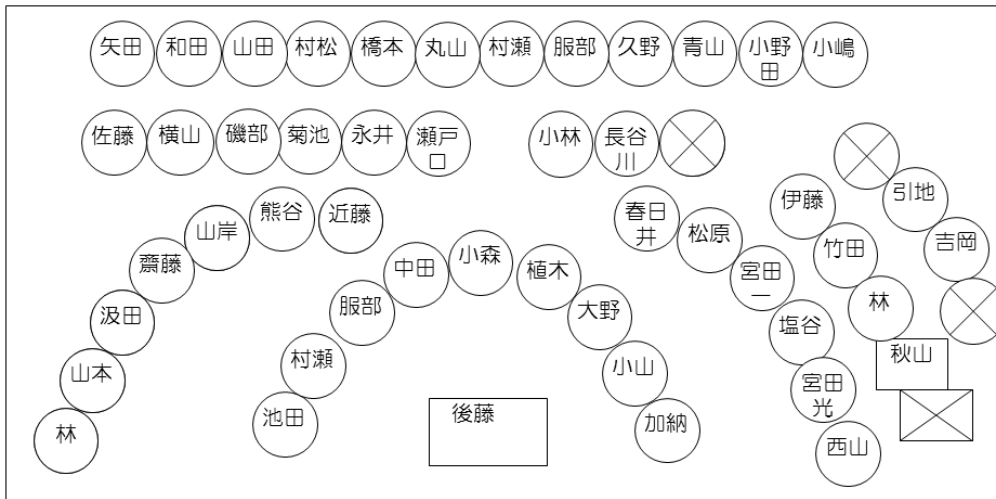 矢田
和田
山田
村松
橋本
丸山
村瀬
服部
久野
青山
小野
田
小嶋
佐藤
横山
磯部
菊池
永井
瀬戸
口
小林
長谷
川
近藤
熊谷
山岸
齋藤
汲田
山本
林
池田
村瀬
服部
中田
小森
植木
大野
小山
加納
春日
井
松原
宮田
一
塩谷
宮田
光
西山
伊藤
竹田
林
引地
吉岡
秋山
後藤